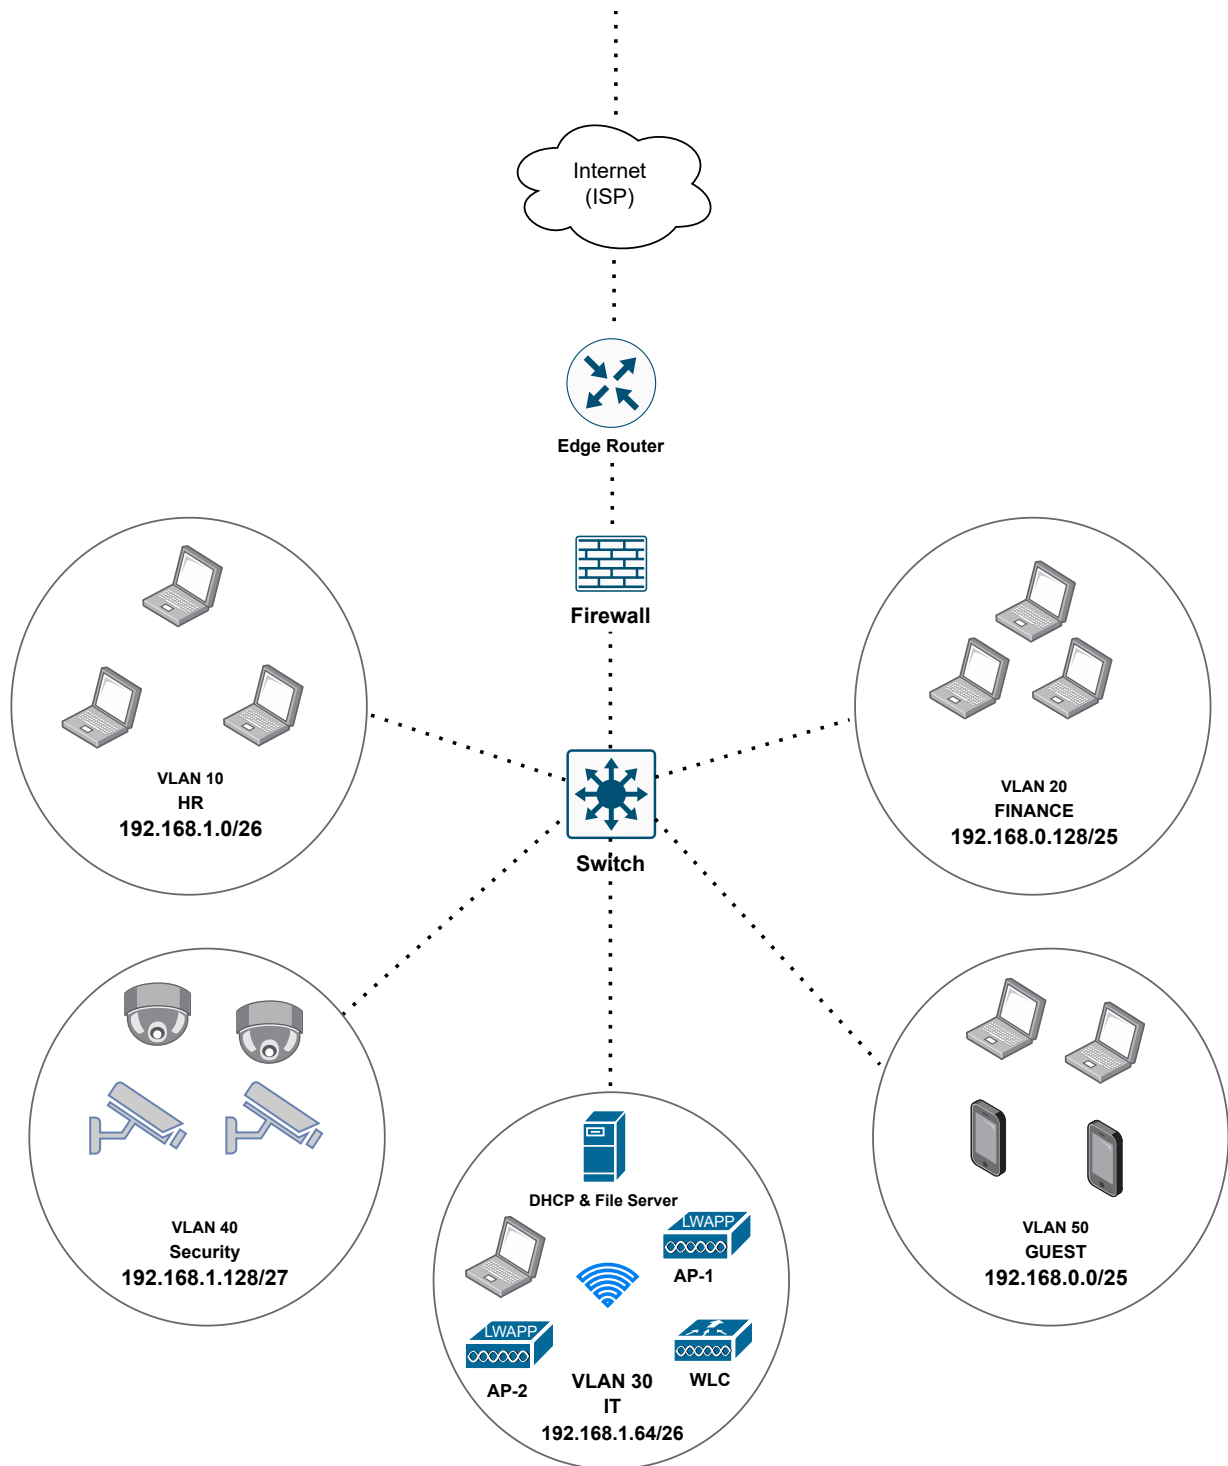 Internet
(ISP)
Edge Router
Firewall
VLAN 10
HR
192.168.1.0/26
VLAN 20
FINANCE
192.168.0.128/25
Switch
VLAN 40
Security
192.168.1.128/27
DHCP & File Server
LWAPP
AP-1
LWAPP
AP-2
WLC
VLAN 30
IT
192.168.1.64/26
VLAN 50
GUEST
192.168.0.0/25